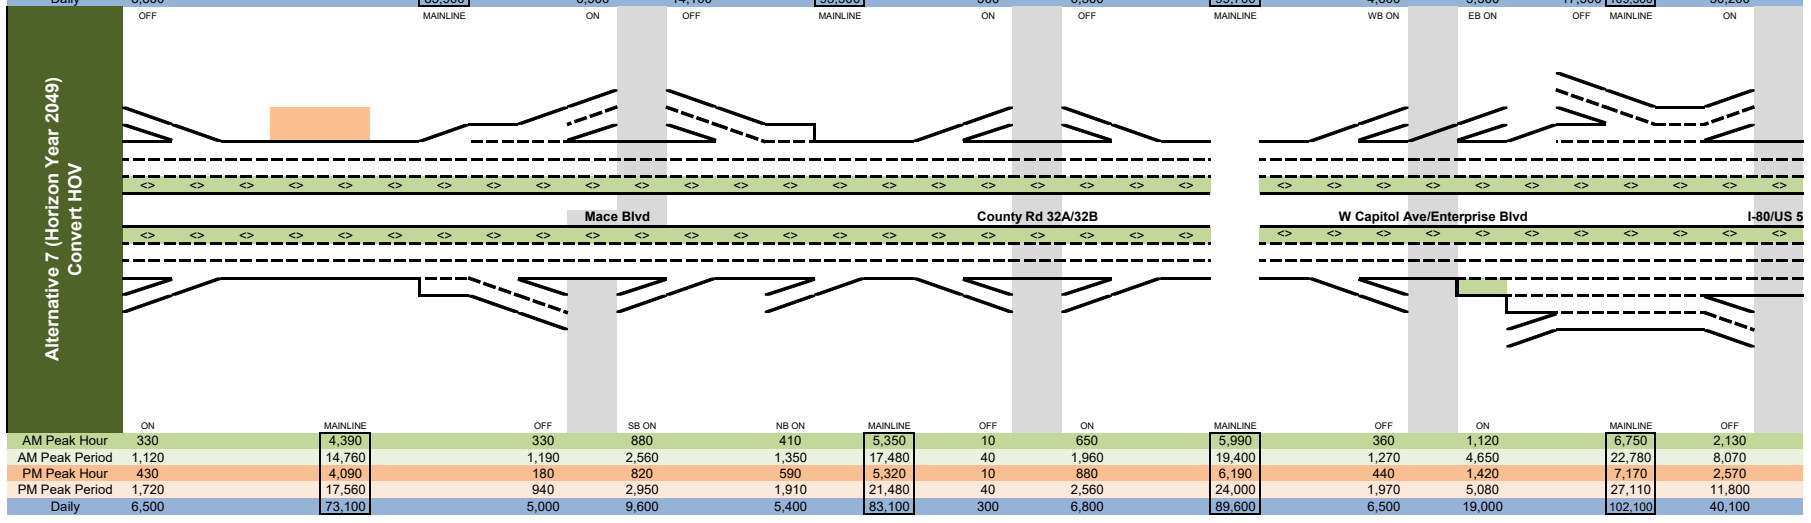 OFF MAINLINE ON OFF MAINLINE ON OFF MAINLINE WB ON EB ON OFF MAINLINE ON
Alternative 7 (Horizon Year 2049)
Convert HOV
<> <> <> <> <> <> <> <> <> <> <> <> <> <> <> <> <> <> <> <> <> <> <> <> <> <> <> <> <> <> <> <> <>
Mace Blvd County Rd 32A/32B W Capitol Ave/Enterprise Blvd I-80/US 5
<> <> <> <> <> <> <> <> <> <> <> <> <> <> <> <> <> <> <> <> <> <> <> <> <> <> <> <> <> <> <> <> <>
ON MAINLINE OFF SB ON NB ON MAINLINE OFF ON MAINLINE OFF ON MAINLINE OFF
AM Peak Hour 330 4,390 330 880 410 5,350 10 650 5,990 360 1,120 6,750 2,130
AM Peak Period 1,120 14,760 1,190 2,560 1,350 17,480 40 1,960 19,400 1,270 4,650 22,780 8,070
PM Peak Hour 430 4,090 180 820 590 5,320 10 880 6,190 440 1,420 7,170 2,570
PM Peak Period 1,720 17,560 940 2,950 1,910 21,480 40 2,560 24,000 1,970 5,080 27,110 11,800
Daily 6,500 73,100 5,000 9,600 5,400 83,100 300 6,800 89,600 6,500 19,000 102,100 40,100